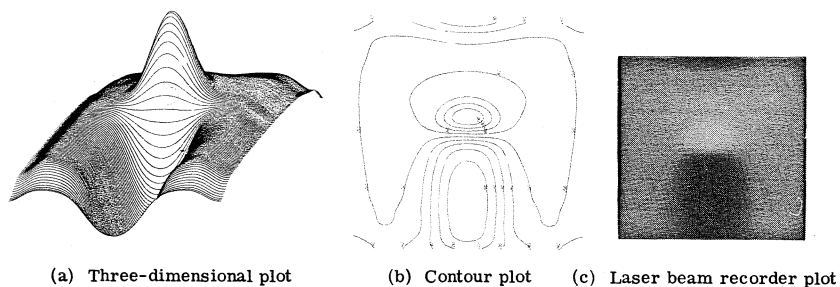 (a) Three-dimensional plot
(b) Contour plot
(c) Laser beam recorder plot